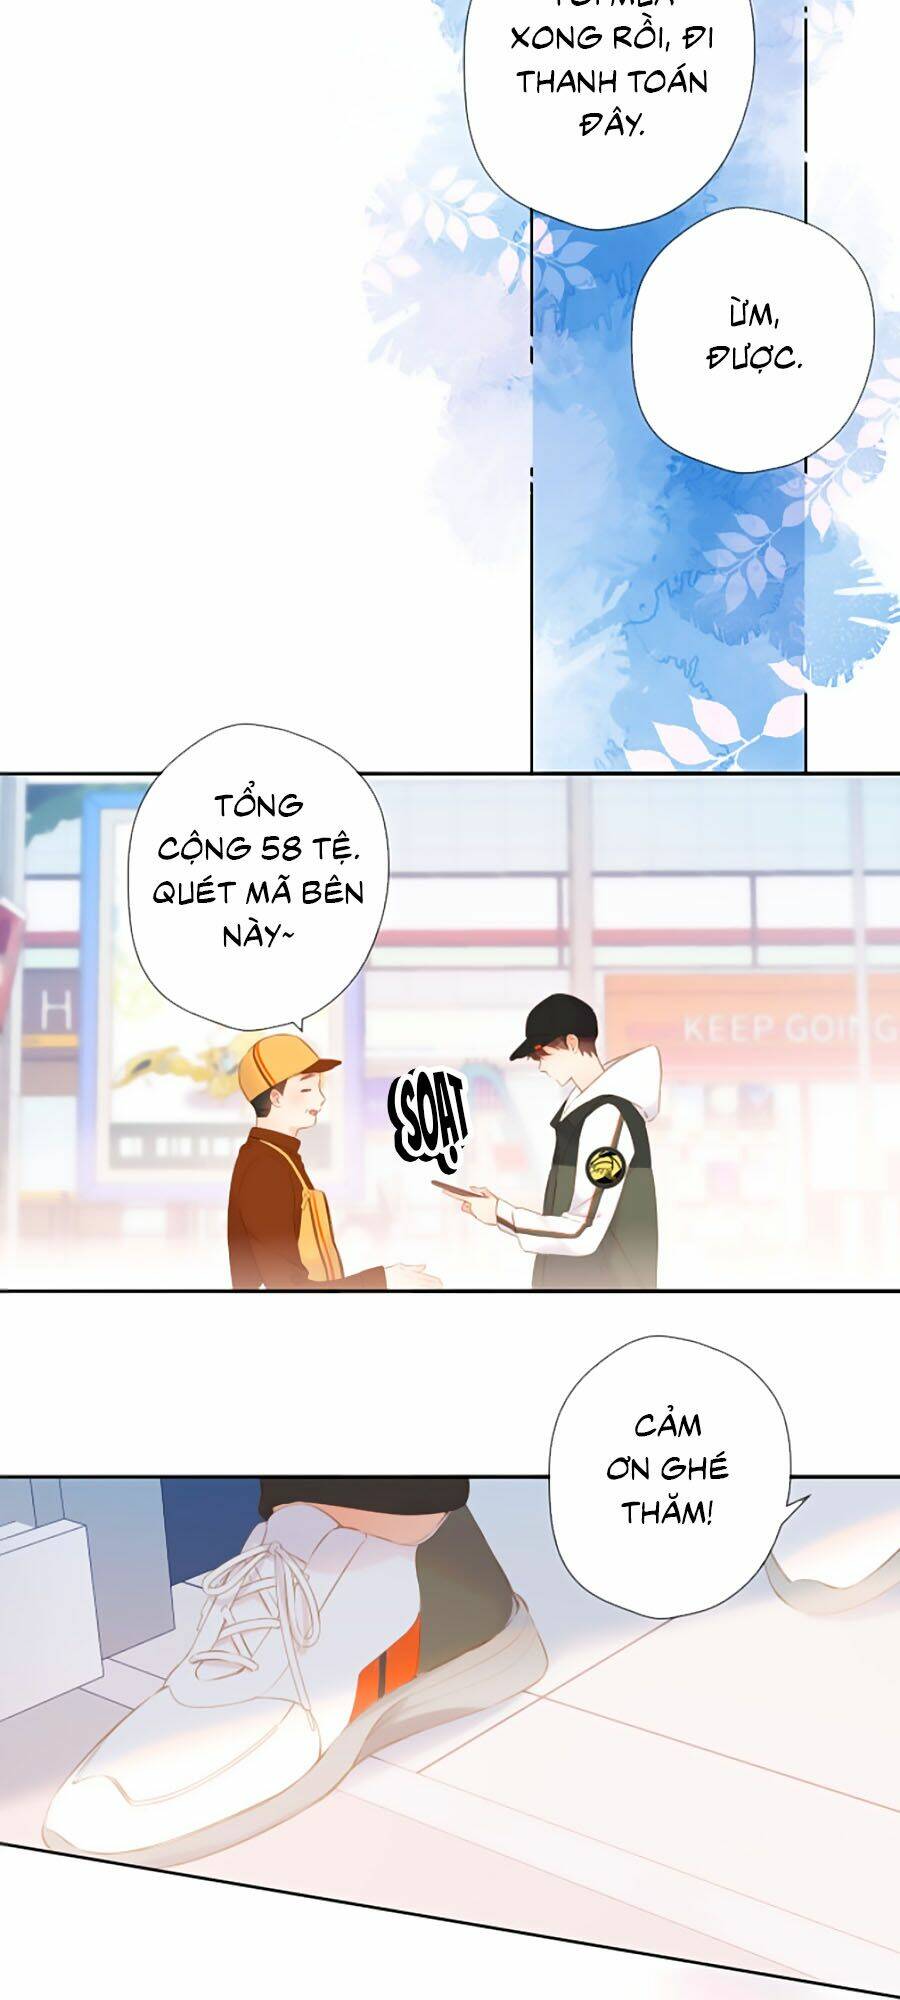 XONG RỒI, ĐI
THANH TOÁN
ĐÂY.
ỪM,
ĐƯỢC.
TỔNG
CỘNG 58 TỆ.
QUÉT MÃ BÊN
NÀY~
H
KEEP GOING
SOẠT
CẢM
ƠN GHÉ
THĂM!